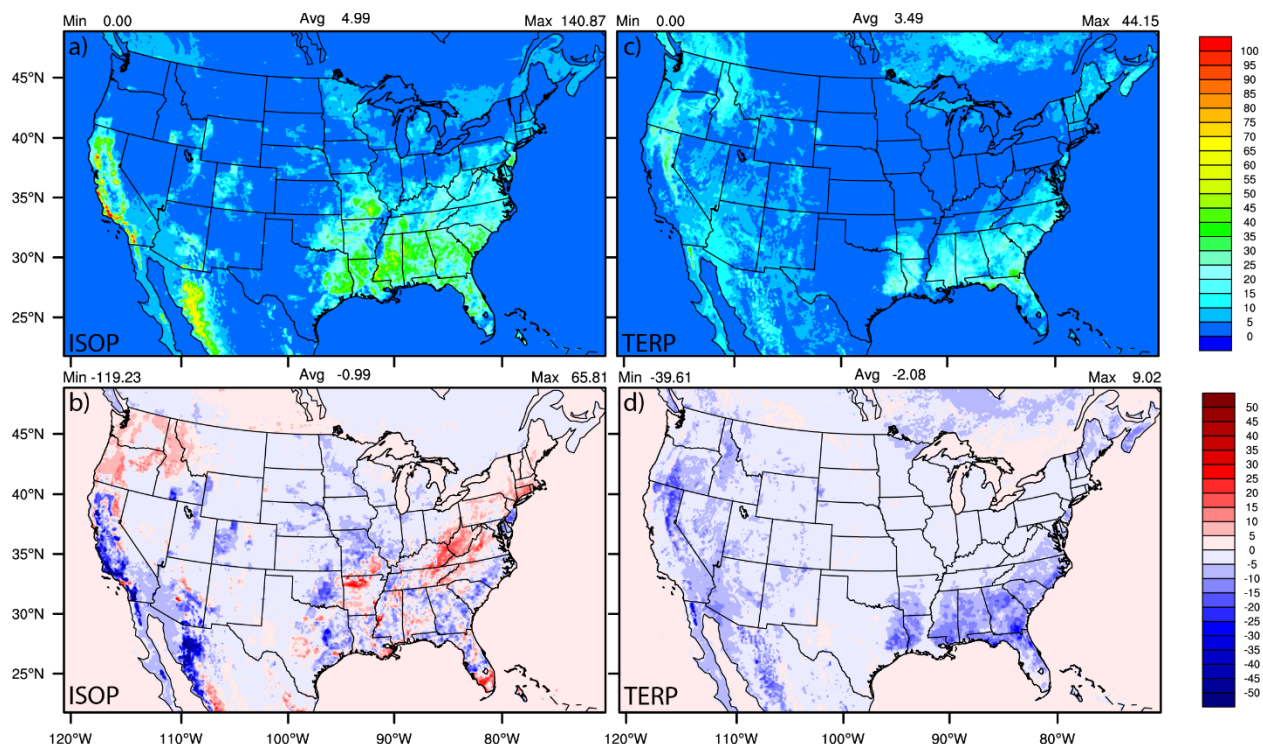 Min 0.00 Avg 4.99 Max 140.87
Min 0.00 Avg 3.49 Max 44.15
a)
c)
45°N
40°N
35°N
30°N
25°N
ISOP
TERP
100
95
90
85
80
75
70
65
60
55
50
45
40
35
30
25
20
15
10
5
0
Min -119.23 Avg -0.99 Max 65.81
Min -39.61 Avg -2.08 Max 9.02
b)
d)
45°N
40°N
35°N
30°N
25°N
ISOP
TERP
50
45
40
35
30
25
20
15
10
5
0
-5
-10
-15
-20
-25
-30
-35
-40
-45
-50
120°W 110°W 100°W 90°W 80°W
120°W 110°W 100°W 90°W 80°W